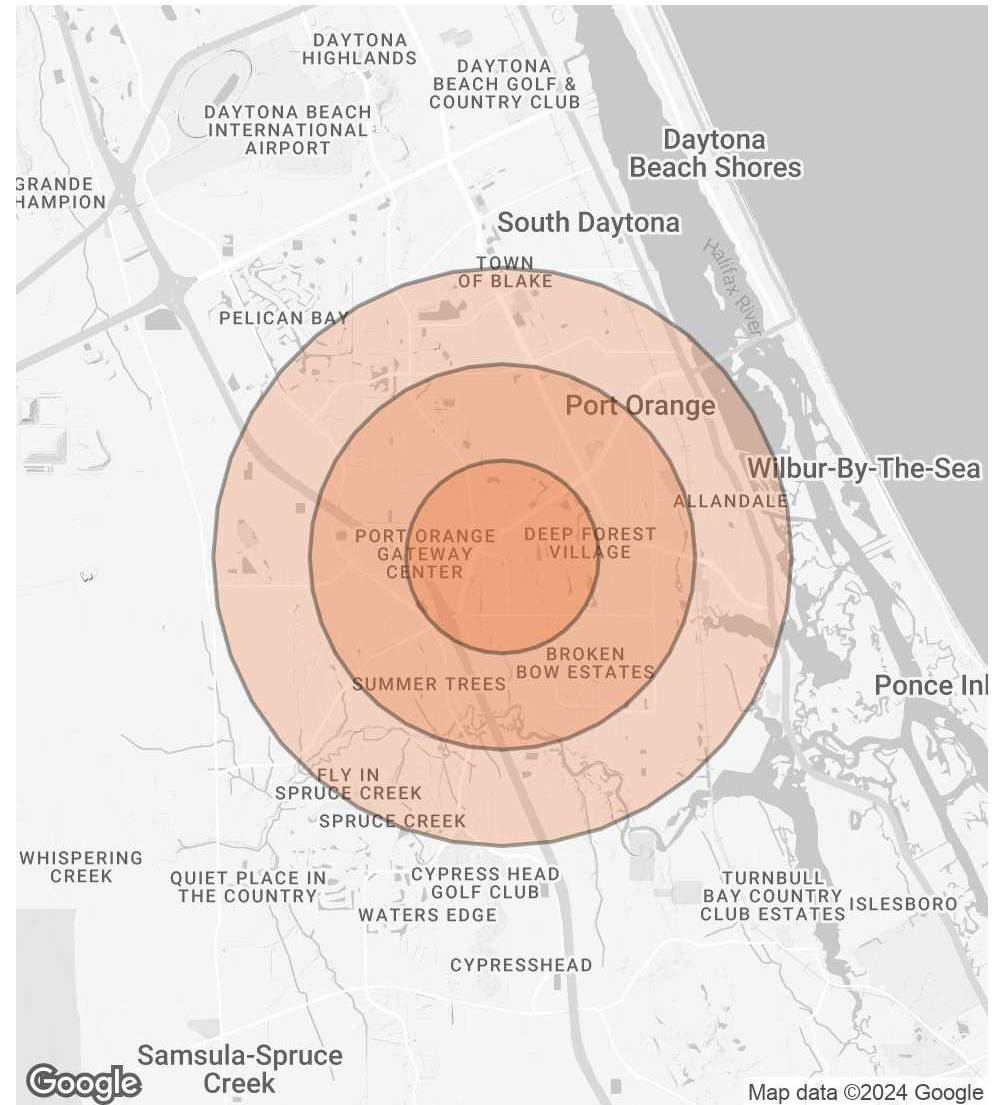 DAYTONA
HIGHLANDS
DAYTONA
BEACH GOLF &
COUNTRY CLUB
DAYTONA BEACH
INTERNATIONAL
AIRPORT
Daytona
Beach Shores
GRANDE
HAMPION
South Daytona
Halifax River
TOWN
OF BLAKE
PELICAN BAY
Port Orange
Wilbur-By-The-Sea
ALLANDALE
PORT ORANGE
GATEWAY
CENTER
DEEP FOREST
VILLAGE
BROKEN
BOW ESTATES
SUMMER TREES
Ponce Inl
FLY IN
SPRUCE CREEK
SPRUCE CREEK
WHISPERING
CREEK
QUIET PLACE IN
THE COUNTRY
CYPRESS HEAD
GOLF CLUB
WATERS EDGE
TURNBULL
BAY COUNTRY
CLUB ESTATES
ISLESBORO
CYPRESSHEAD
Samsula-Spruce
Creek
Google
Map data ©2024 Google